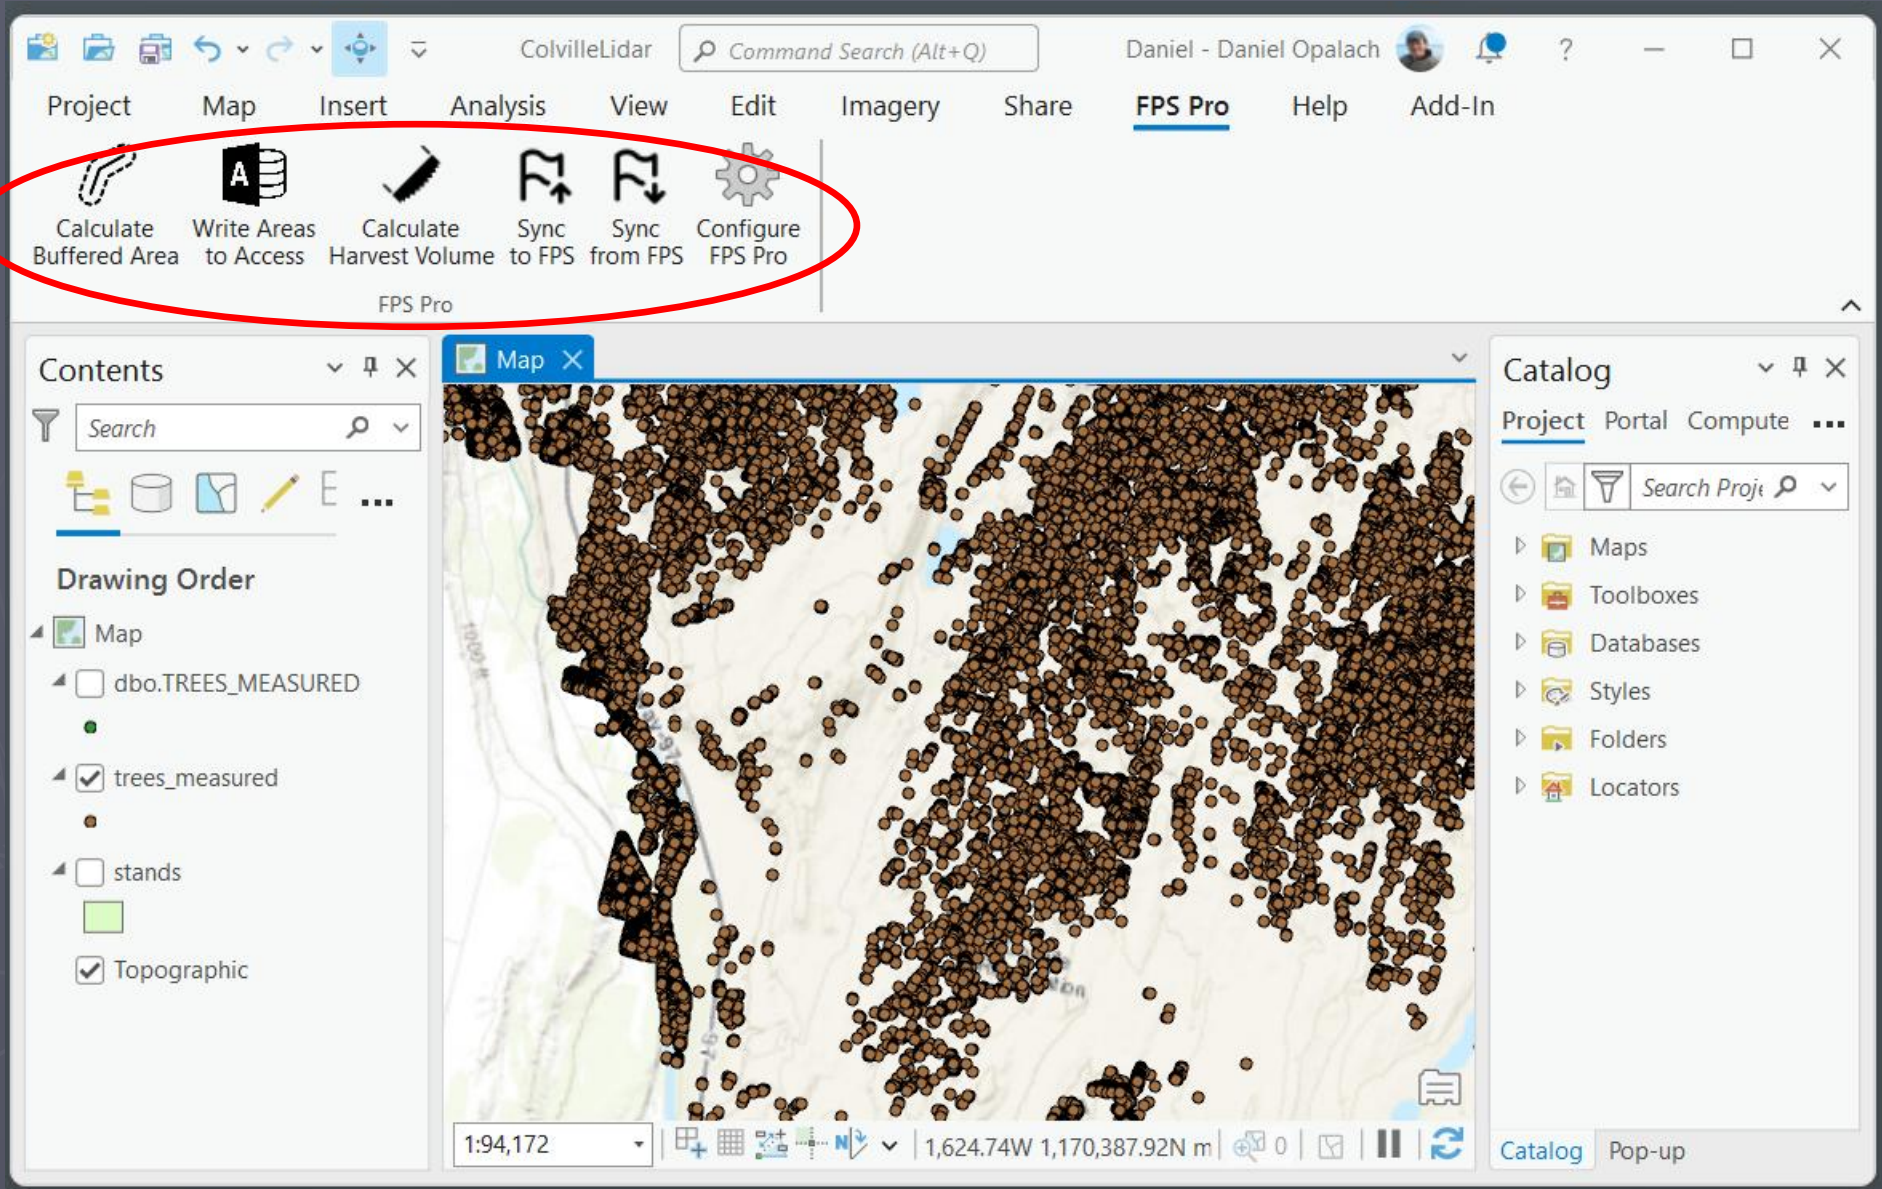 ColvilleLidar
Command Search (Alt+Q)
Daniel - Daniel Opalach
?
Project Map Insert Analysis View Edit Imagery Share FPS Pro Help Add-In
A
Calculate Buffered Area
Write Areas to Access
Calculate Harvest Volume
Sync to FPS
Sync from FPS
Configure FPS Pro
FPS Pro
Contents
Search
E
Drawing Order
Map
dbo.TREES_MEASURED
trees_measured
stands
Topographic
Map
1000 ft
97
1:94,172
N
1,624.74W 1,170,387.92N m
0
Catalog
Project Portal Compute
Search Proje
Maps
Toolboxes
Databases
Styles
Folders
Locators
Catalog Pop-up